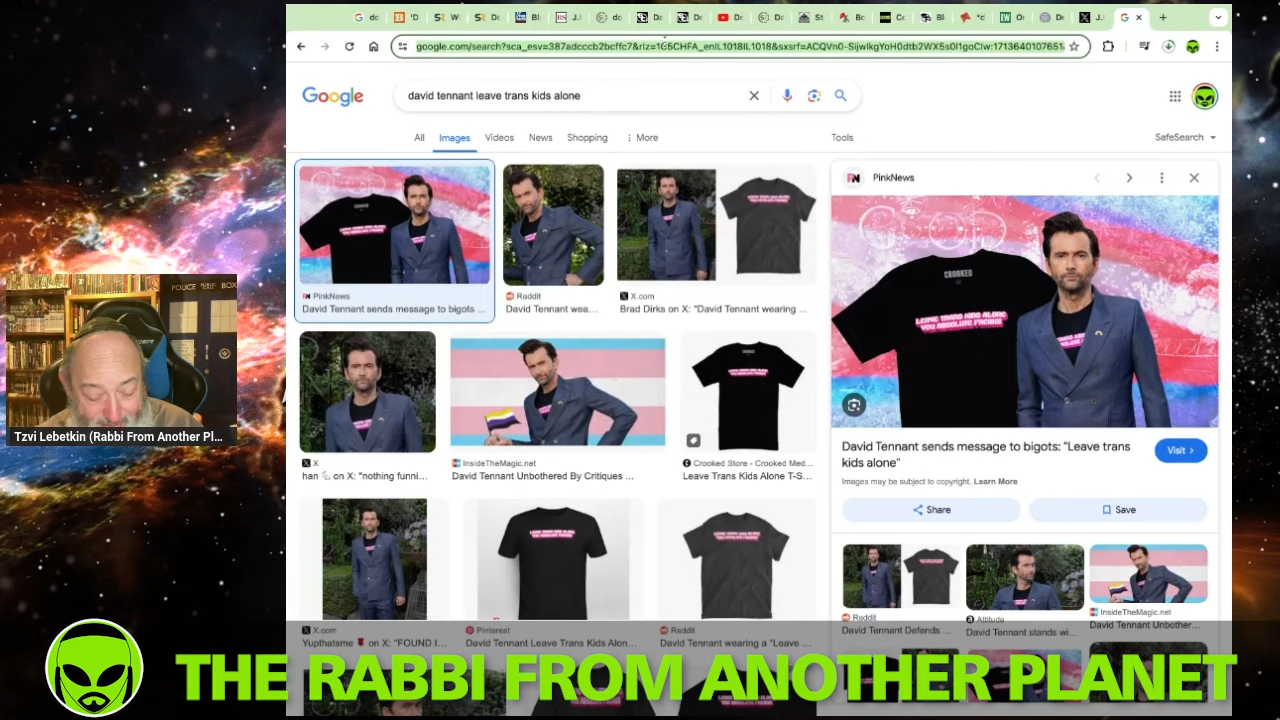 google.com/search?sca_esv=387adcccb2bcffc7&rlz=1
david tennant leave trans kids alone
Google
All Images Videos News Shopping More Tools SafeSearch
PinkNews
CROOKED
LEAVE TRANS KIDS ALONE
YOU ABSOLUTE FREAKS
PinkNews
David Tennant sends message to bigots ...
Reddit
David Tennant wea...
X.com
Brad Dirks on X: "David Tennant wearing ...
David Tennant sends message to bigots: "Leave trans
kids alone"
Visit
Images may be subject to copyright. Learn More
Share Save
X
han on X: "nothing funni...
InsideTheMagic.net
David Tennant Unbothered By Critiques ...
Crooked Store - Crooked Med...
Leave Trans Kids Alone T-S...
POLICE BOX
Tzvi Lebetkin (Rabbi From Another Pl...
X.com
Yupthatsme on X: "FOUND I...
Pinterest
David Tennant Leave Trans Kids Alon...
Reddit
David Tennant wearing a "Leave ...
Reddit
David Tennant Defends ...
Attitude
David Tennant stands wi...
InsideTheMagic.net
David Tennant Unbother...
THE RABBI FROM ANOTHER PLANET